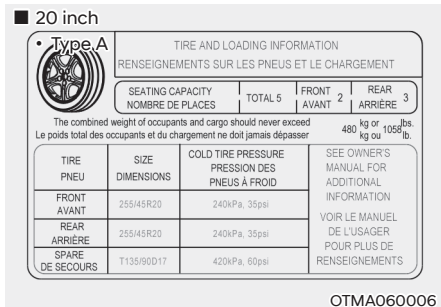 ■ 20 inch
• Type A
TIRE AND LOADING INFORMATION
RENSEIGNEMENTS SUR LES PNEUS ET LE CHARGEMENT
SEATING CAPACITY
NOMBRE DE PLACES
TOTAL 5
FRONT
AVANT
2
REAR
ARRIÈRE
3
The combined weight of occupants and cargo should never exceed
Le poids total des occupants et du chargement ne doit jamais dépasser
480 kg or 1058 lbs.
kg ou lb.
TIRE
PNEU
SIZE
DIMENSIONS
COLD TIRE PRESSURE
PRESSION DES
PNEUS À FROID
SEE OWNER'S
MANUAL FOR
ADDITIONAL
INFORMATION
VOIR LE MANUEL
DE L'USAGER
POUR PLUS DE
RENSEIGNEMENTS
FRONT
AVANT
255/45R20
240kPa, 35psi
REAR
ARRIÈRE
255/45R20
240kPa, 35psi
SPARE
DE SECOURS
T135/90D17
420kPa, 60psi
OTMA060006